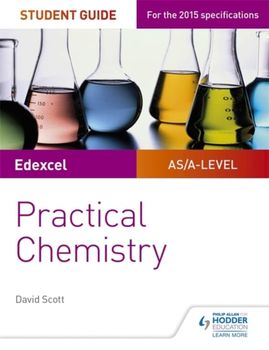 STUDENT GUIDE
For the 2015 specifications
Edexcel
AS/A-LEVEL
Practical
Chemistry
David Scott
PHILIP ALLAN FOR
HODDER
EDUCATION
LEARN MORE